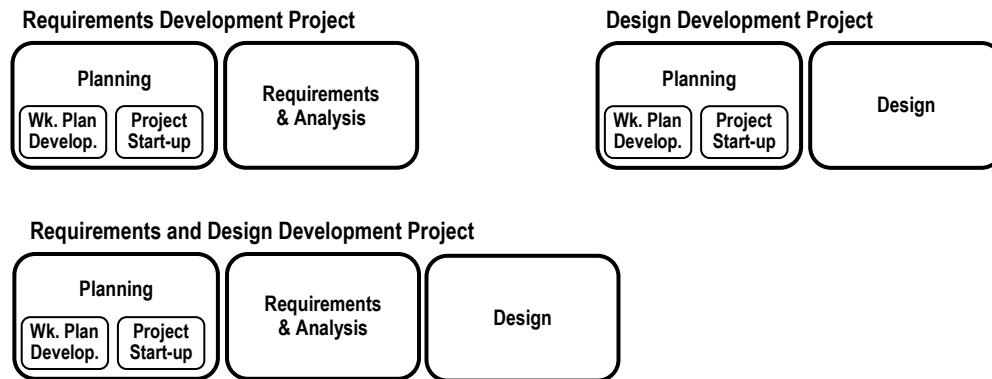 Requirements Development Project
Planning
Wk. Plan
Develop.
Project
Start-up
Requirements
& Analysis
Design Development Project
Planning
Wk. Plan
Develop.
Project
Start-up
Design
Requirements and Design Development Project
Planning
Wk. Plan
Develop.
Project
Start-up
Requirements
& Analysis
Design